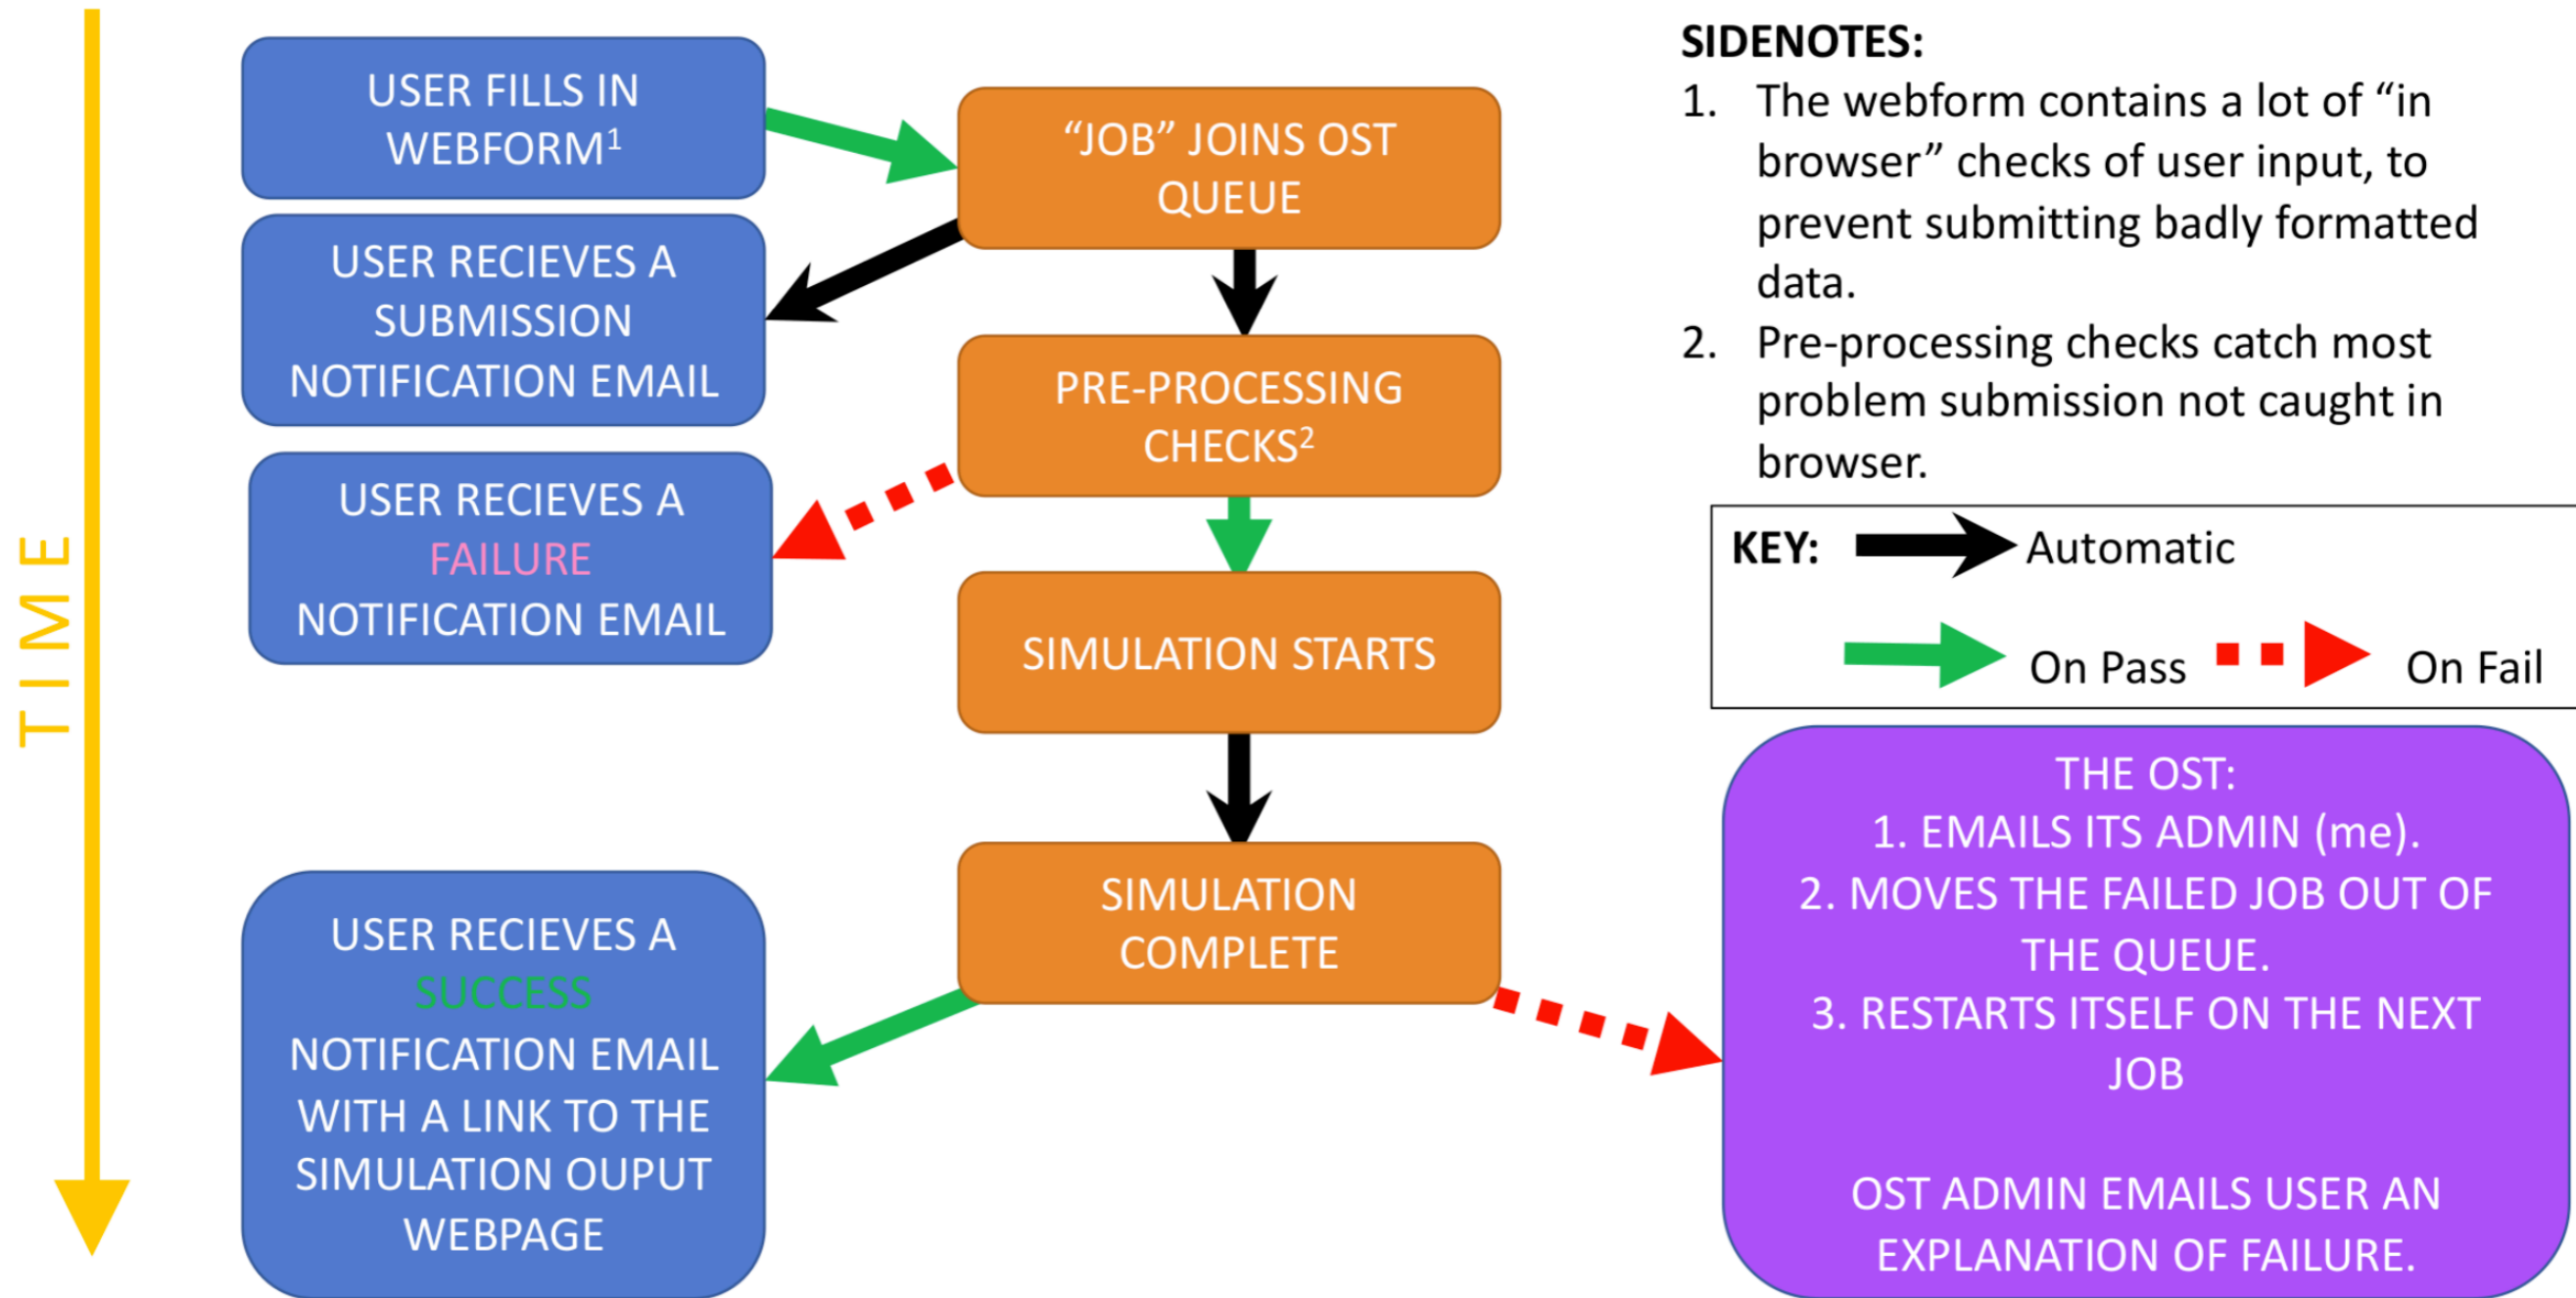 TIME
USER FILLS IN
WEBFORM¹
"JOB" JOINS OST
QUEUE
USER RECIEVES A
SUBMISSION
NOTIFICATION EMAIL
PRE-PROCESSING
CHECKS²
USER RECIEVES A
FAILURE
NOTIFICATION EMAIL
SIMULATION STARTS
SIMULATION
COMPLETE
USER RECIEVES A
SUCCESS
NOTIFICATION EMAIL
WITH A LINK TO THE
SIMULATION OUPUT
WEBPAGE
SIDENOTES:
1. The webform contains a lot of “in
browser” checks of user input, to
prevent submitting badly formatted
data.
2. Pre-processing checks catch most
problem submission not caught in
browser.
KEY: Automatic
On Pass On Fail
THE OST:
1. EMAILS ITS ADMIN (me).
2. MOVES THE FAILED JOB OUT OF
THE QUEUE.
3. RESTARTS ITSELF ON THE NEXT
JOB
OST ADMIN EMAILS USER AN
EXPLANATION OF FAILURE.